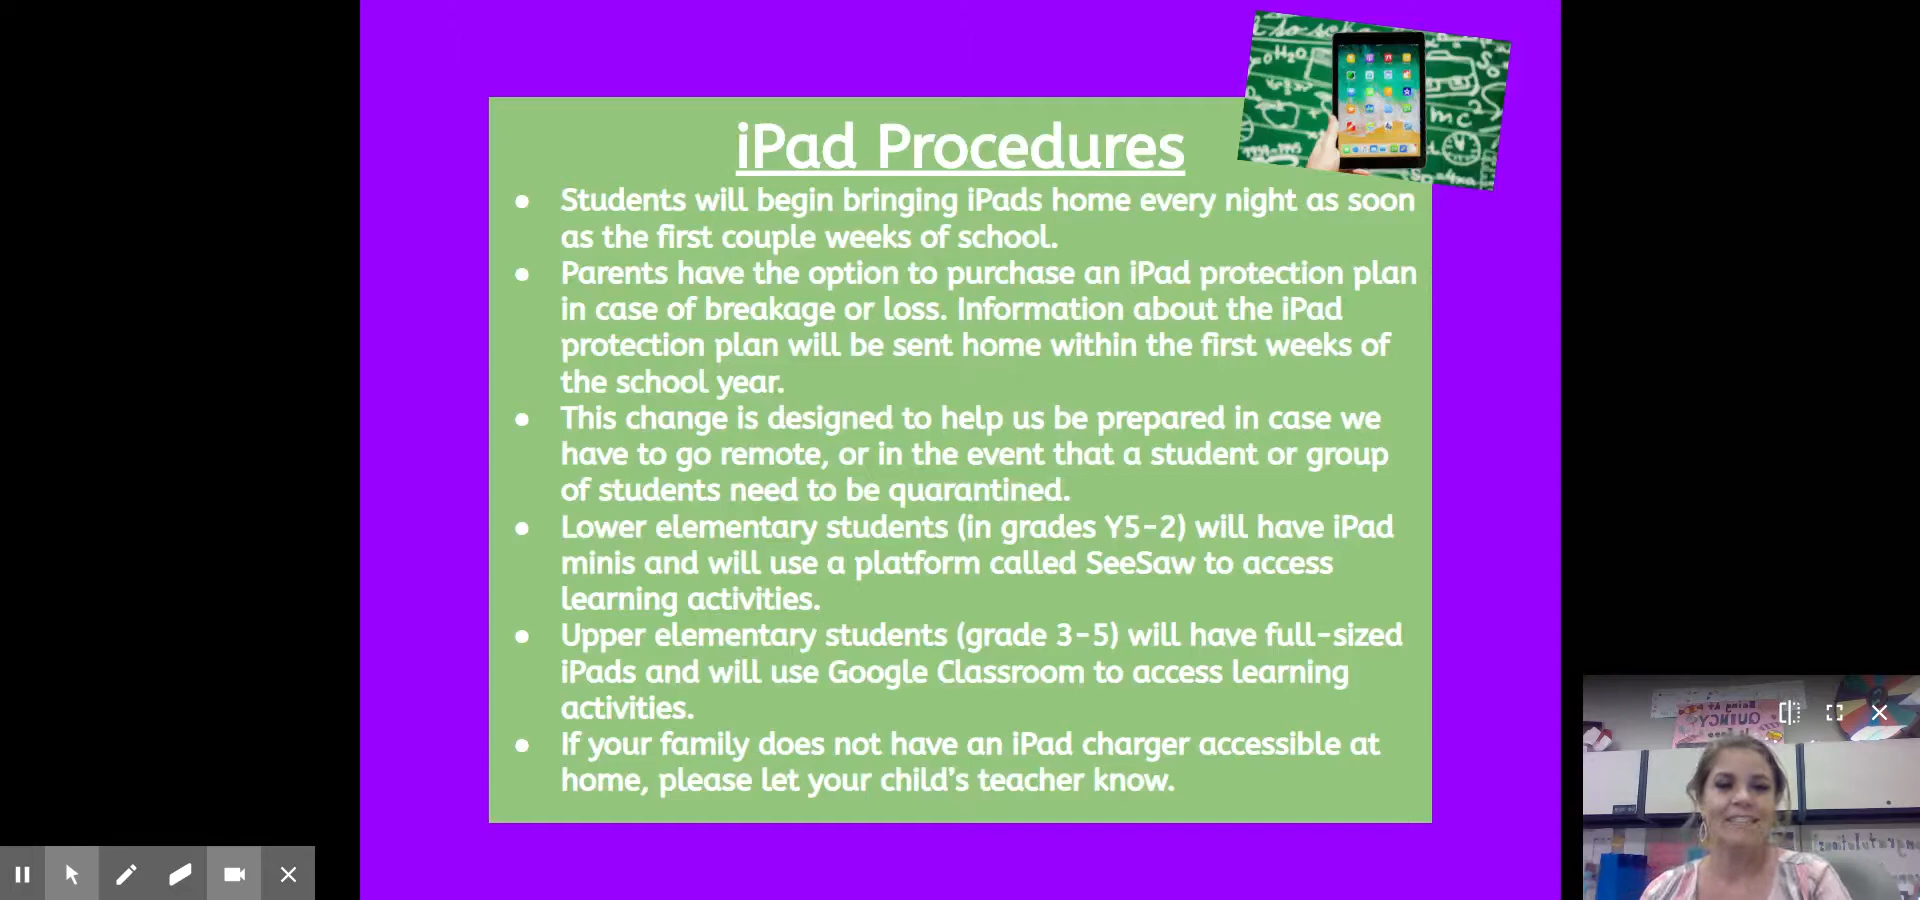 iPad Procedures
● Students will begin bringing iPads home every night as soon
as the first couple weeks of school.
● Parents have the option to purchase an iPad protection plan
in case of breakage or loss. Information about the iPad
protection plan will be sent home within the first weeks of
the school year.
● This change is designed to help us be prepared in case we
have to go remote, or in the event that a student or group
of students need to be quarantined.
● Lower elementary students (in grades Y5-2) will have iPad
minis and will use a platform called SeeSaw to access
learning activities.
● Upper elementary students (grade 3-5) will have full-sized
iPads and will use Google Classroom to access learning
activities.
● If your family does not have an iPad charger accessible at
home, please let your child's teacher know.
H₂O
mc²
QUINCY